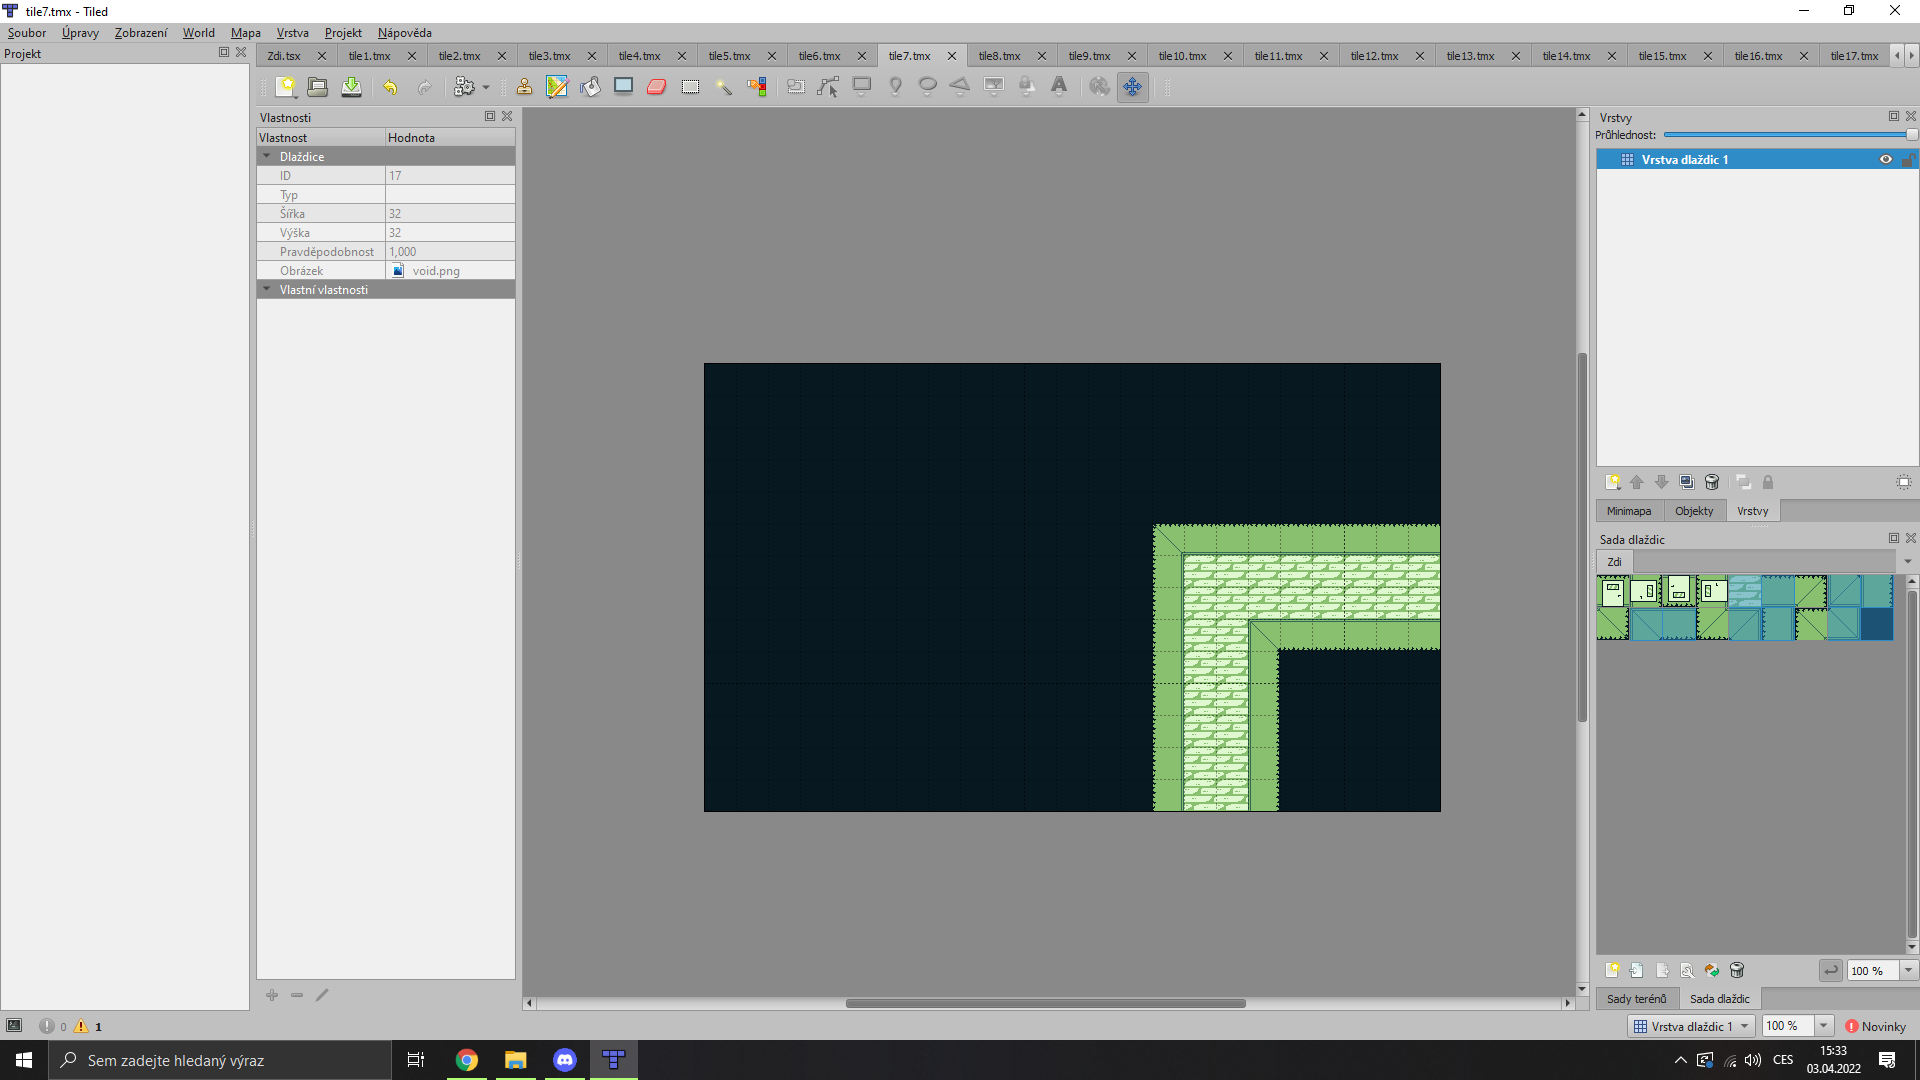 tile7.tmx - Tiled
Soubor Úpravy Zobrazení World Mapa Vrstva Projekt Nápověda
Projekt
Zdi.tsx tile1.tmx tile2.tmx tile3.tmx tile4.tmx tile5.tmx tile6.tmx tile7.tmx tile8.tmx tile9.tmx tile10.tmx tile11.tmx tile12.tmx tile13.tmx tile14.tmx tile15.tmx tile16.tmx tile17.tmx
Vlastnosti
Vlastnost Hodnota
Dlaždice
ID 17
Typ
Šířka 32
Výška 32
Pravděpodobnost 1,000
Obrázek void.png
Vlastní vlastnosti
Vrstvy
Průhlednost:
Vrstva dlaždic 1
Minimapa Objekty Vrstvy
Sada dlaždic
Zdi
100 %
Sady terénů Sada dlaždic
0 1
Vrstva dlaždic 1 100 % Novinky
Sem zadejte hledaný výraz
CES
15:33
03.04.2022